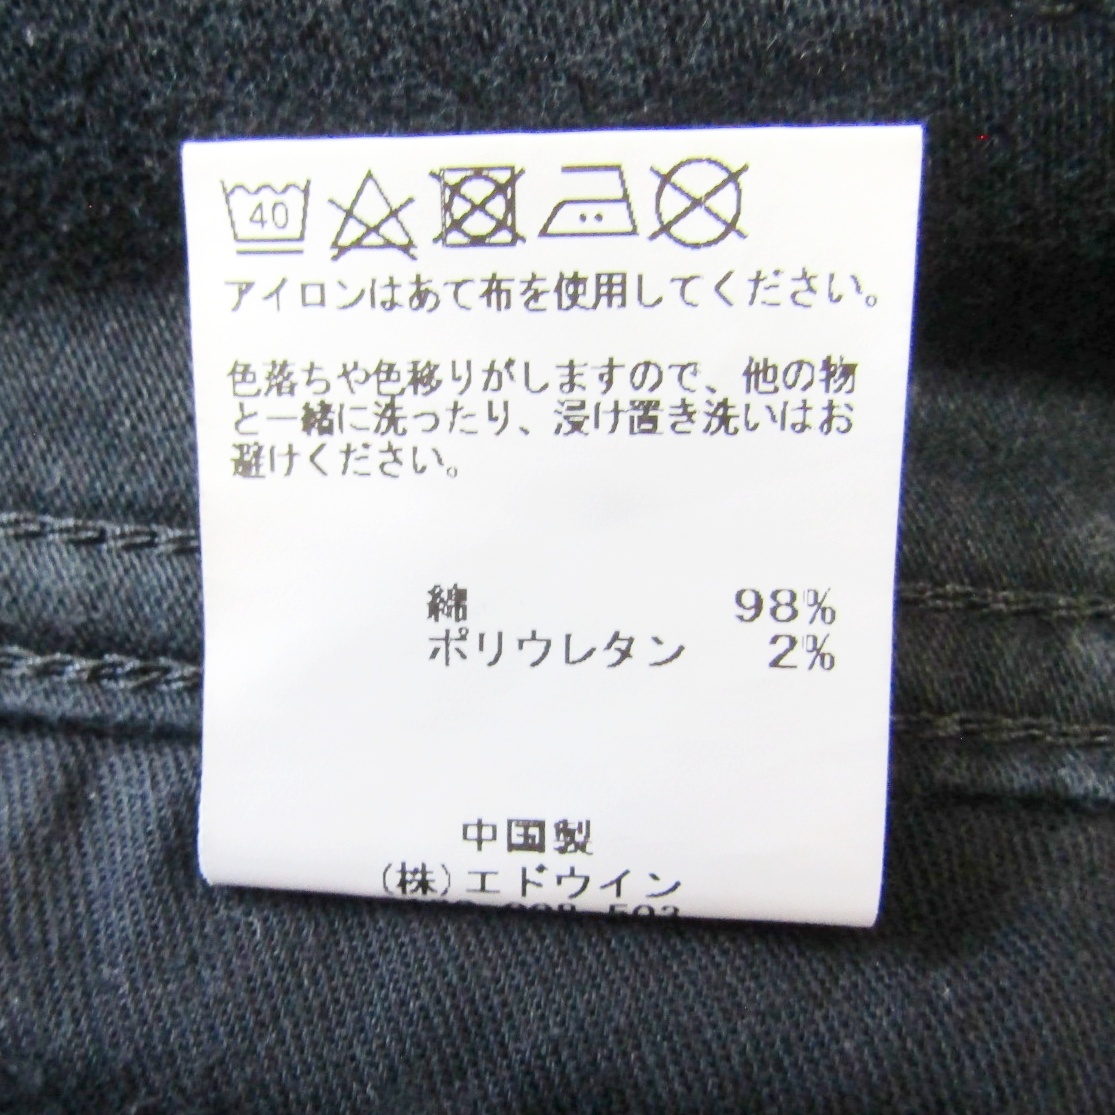 40
アイロンはあて布を使用してください。
色落ちや色移りがしますので、他の物
と一緒に洗ったり、浸け置き洗いはお
避けください。
綿 98%
ポリウレタン 2%
中国製
(株)エドウイン